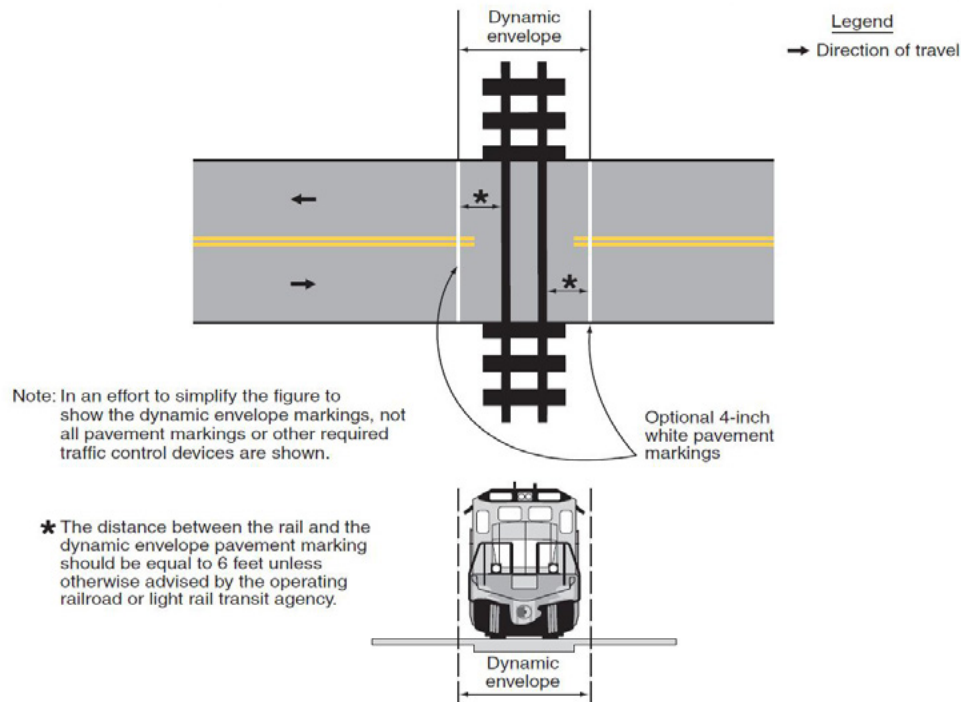 Dynamic
envelope
Legend
→ Direction of travel
*
*
Note: In an effort to simplify the figure to
show the dynamic envelope markings, not
all pavement markings or other required
traffic control devices are shown.
Optional 4-inch
white pavement
markings
* The distance between the rail and the
dynamic envelope pavement marking
should be equal to 6 feet unless
otherwise advised by the operating
railroad or light rail transit agency.
Dynamic
envelope